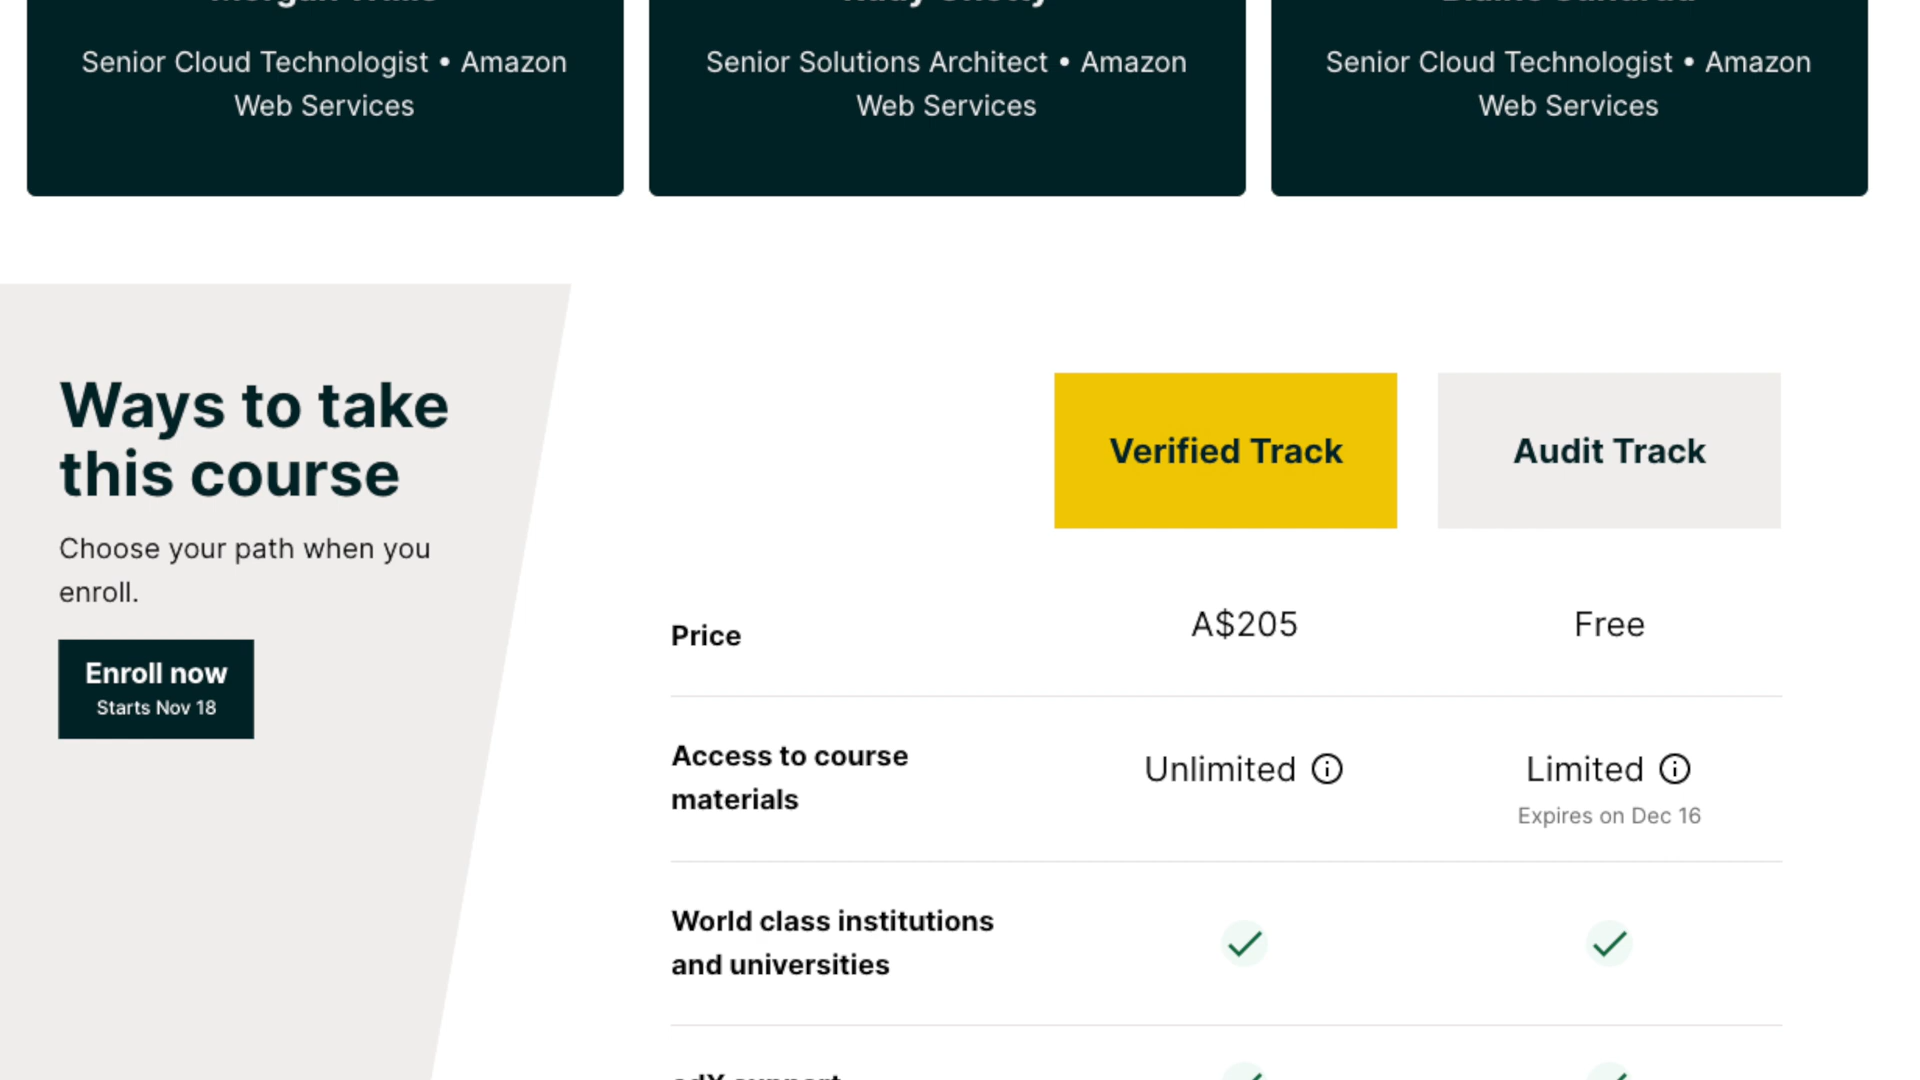 Senior Cloud Technologist • Amazon
Web Services
Senior Solutions Architect • Amazon
Web Services
Senior Cloud Technologist • Amazon
Web Services
Ways to take
this course
Choose your path when you
enroll.
Enroll now
Starts Nov 18
Verified Track
Audit Track
Price
A$205
Free
Access to course
materials
Unlimited
Limited
Expires on Dec 16
World class institutions
and universities
edX support